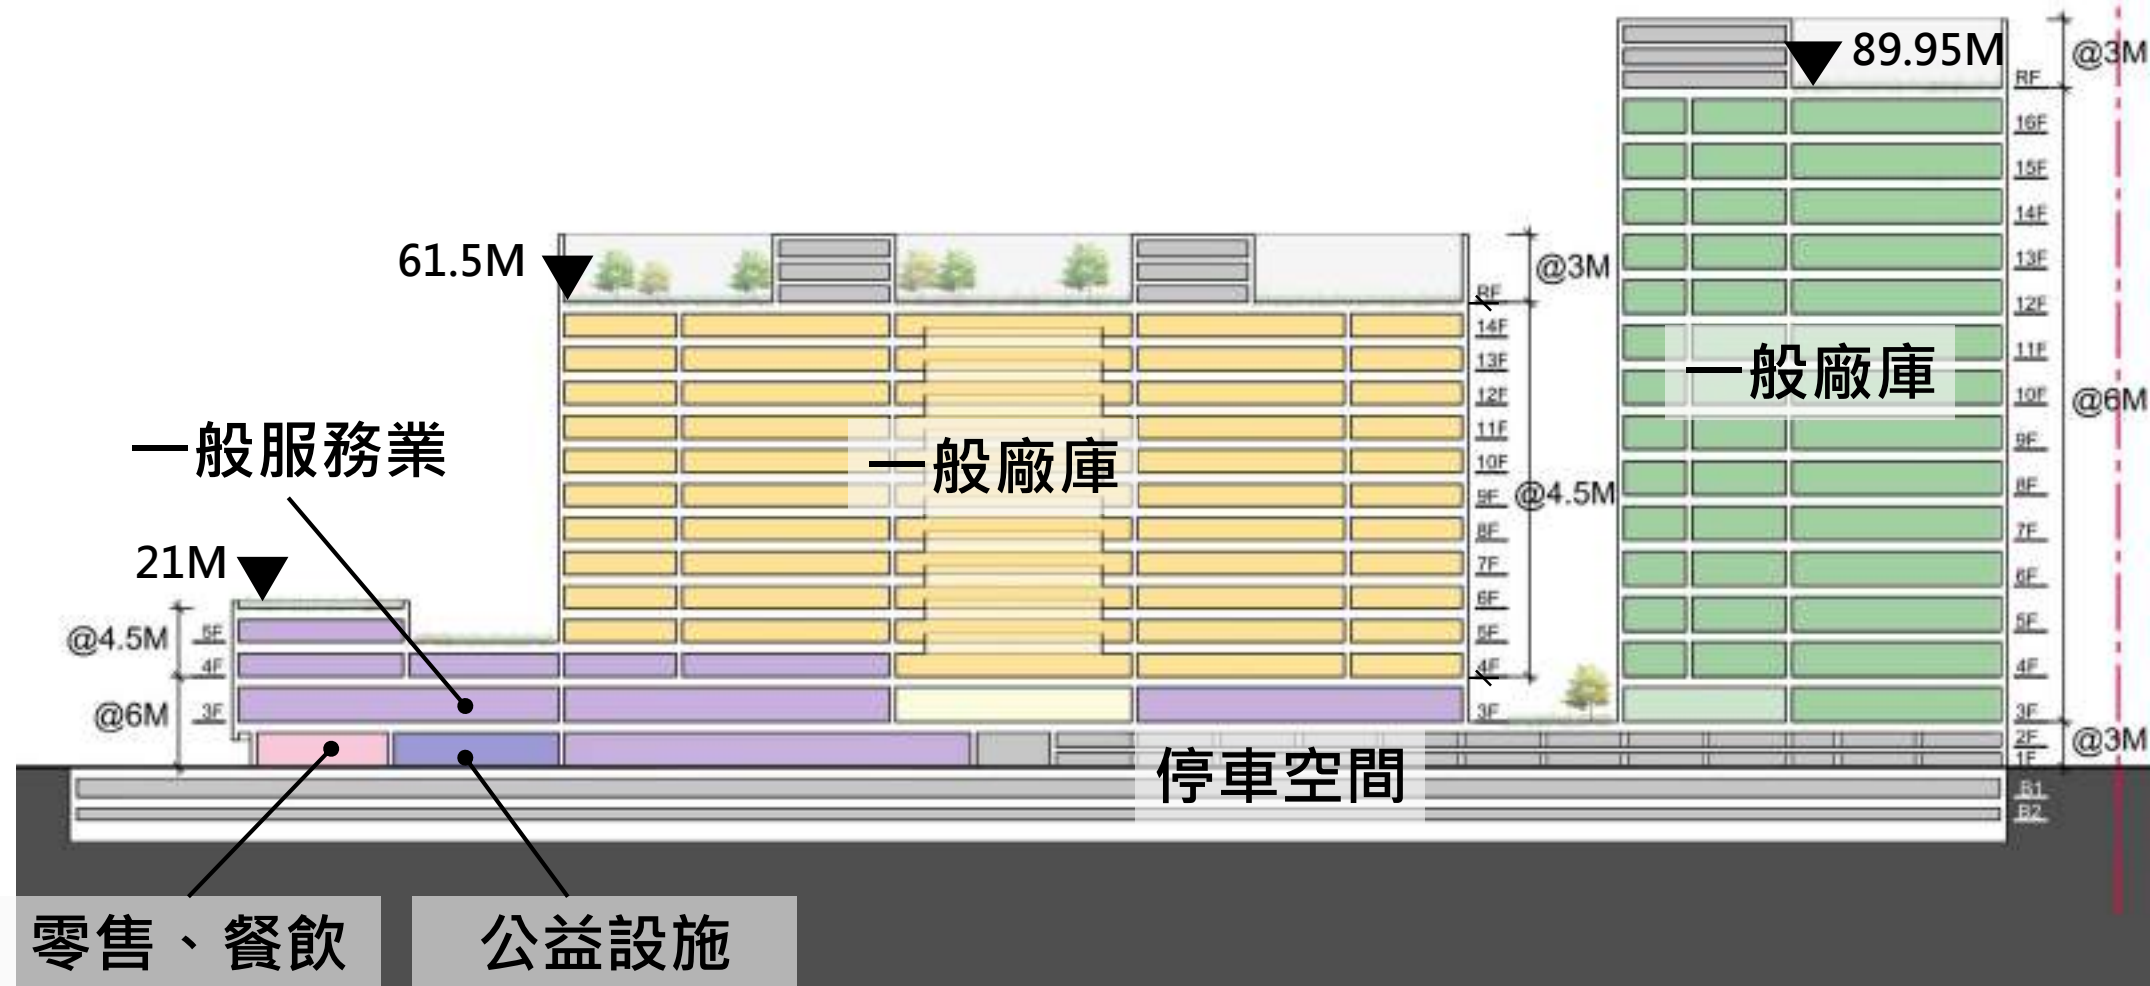 89.95M
@3M
RF
16F
15F
14F
13F
12F
11F
10F
9F
8F
7F
6F
5F
4F
3F
2F
1F
B1
B2
@6M
@3M
一般廠庫
61.5M
@3M
RF
14F
13F
12F
11F
10F
9F
8F
7F
6F
5F
4F
3F
@4.5M
一般廠庫
一般服務業
21M
@4.5M
5F
4F
@6M
3F
停車空間
零售、餐飲
公益設施